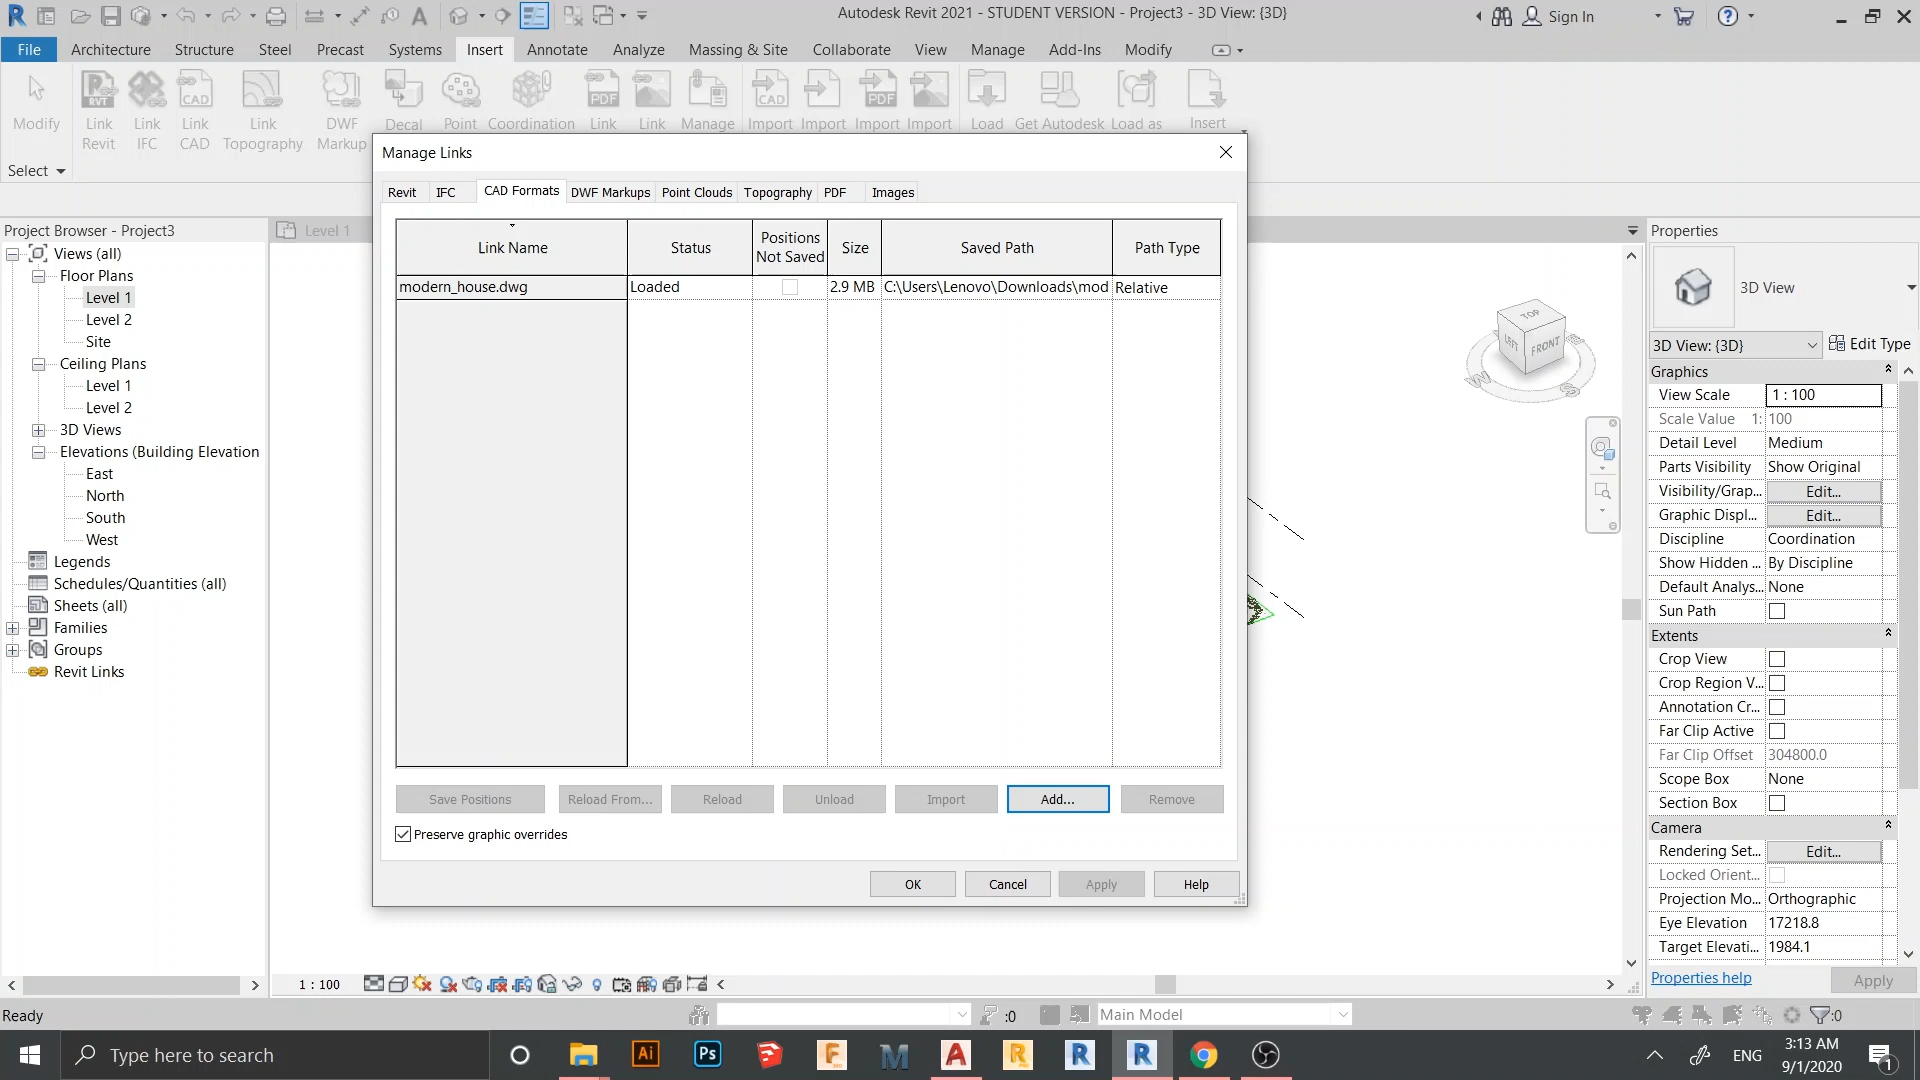 Autodesk Revit 2021 - STUDENT VERSION - Project3 - 3D View: {3D}
Sign In
File Architecture Structure Steel Precast Systems Insert Annotate Analyze Massing & Site Collaborate View Manage Add-Ins Modify
Modify
Link Revit
Link IFC
Link CAD
Link Topography
DWF Markup
Decal
Point
Coordination
Link
Link
Manage
Import
Import
Import
Import
Load
Get Autodesk
Load as
Insert
Select
Manage Links
Revit IFC CAD Formats DWF Markups Point Clouds Topography PDF Images
Link Name Status Positions Not Saved Size Saved Path Path Type
modern_house.dwg Loaded 2.9 MB C:\Users\Lenovo\Downloads\mod Relative
Save Positions Reload From... Reload Unload Import Add... Remove
Preserve graphic overrides
OK Cancel Apply Help
Project Browser - Project3
Views (all)
Floor Plans
Level 1
Level 2
Site
Ceiling Plans
Level 1
Level 2
3D Views
Elevations (Building Elevation
East
North
South
West
Legends
Schedules/Quantities (all)
Sheets (all)
Families
Groups
Revit Links
Level 1
TOP
LEFT
FRONT
W
S
Properties
3D View
3D View: {3D} Edit Type
Graphics
View Scale 1 : 100
Scale Value 1: 100
Detail Level Medium
Parts Visibility Show Original
Visibility/Grap... Edit...
Graphic Displ... Edit...
Discipline Coordination
Show Hidden ... By Discipline
Default Analys... None
Sun Path
Extents
Crop View
Crop Region V...
Annotation Cr...
Far Clip Active
Far Clip Offset 304800.0
Scope Box None
Section Box
Camera
Rendering Set... Edit...
Locked Orient...
Projection Mo... Orthographic
Eye Elevation 17218.8
Target Elevati... 1984.1
Properties help Apply
1 : 100
Ready
:0
Main Model
:0
Type here to search
ENG
3:13 AM
9/1/2020
1